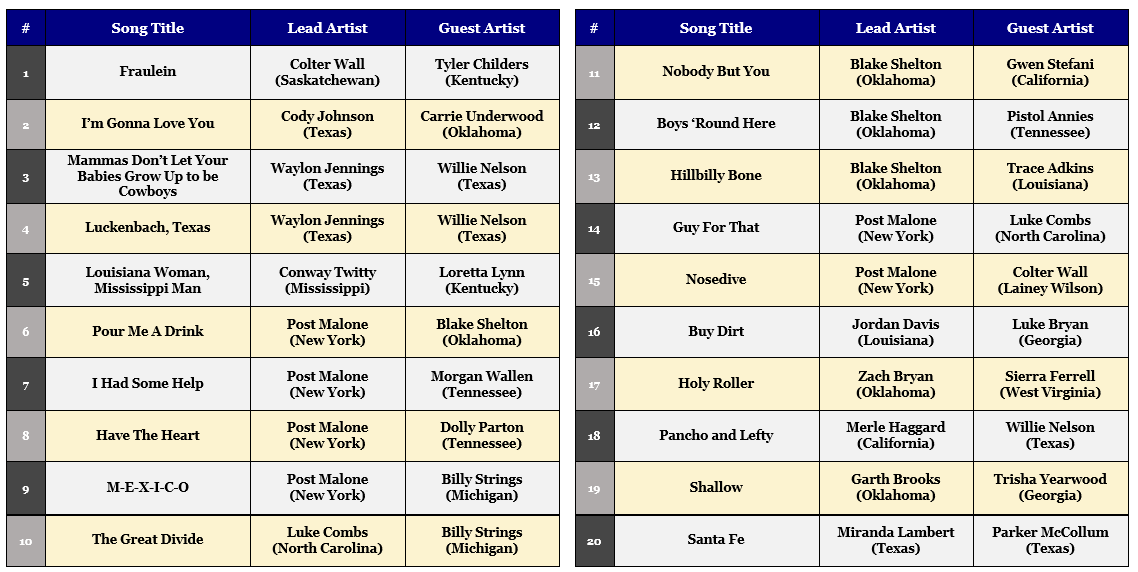 # Song Title Lead Artist Guest Artist
1 Fraulein Colter Wall (Saskatchewan) Tyler Childers (Kentucky)
2 I'm Gonna Love You Cody Johnson (Texas) Carrie Underwood (Oklahoma)
3 Mammas Don't Let Your Babies Grow Up to be Cowboys Waylon Jennings (Texas) Willie Nelson (Texas)
4 Luckenbach, Texas Waylon Jennings (Texas) Willie Nelson (Texas)
5 Louisiana Woman, Mississippi Man Conway Twitty (Mississippi) Loretta Lynn (Kentucky)
6 Pour Me A Drink Post Malone (New York) Blake Shelton (Oklahoma)
7 I Had Some Help Post Malone (New York) Morgan Wallen (Tennessee)
8 Have The Heart Post Malone (New York) Dolly Parton (Tennessee)
9 M-E-X-I-C-O Post Malone (New York) Billy Strings (Michigan)
10 The Great Divide Luke Combs (North Carolina) Billy Strings (Michigan)
# Song Title Lead Artist Guest Artist
11 Nobody But You Blake Shelton (Oklahoma) Gwen Stefani (California)
12 Boys 'Round Here Blake Shelton (Oklahoma) Pistol Annies (Tennessee)
13 Hillbilly Bone Blake Shelton (Oklahoma) Trace Adkins (Louisiana)
14 Guy For That Post Malone (New York) Luke Combs (North Carolina)
15 Nosedive Post Malone (New York) Colter Wall (Lainey Wilson)
16 Buy Dirt Jordan Davis (Louisiana) Luke Bryan (Georgia)
17 Holy Roller Zach Bryan (Oklahoma) Sierra Ferrell (West Virginia)
18 Pancho and Lefty Merle Haggard (California) Willie Nelson (Texas)
19 Shallow Garth Brooks (Oklahoma) Trisha Yearwood (Georgia)
20 Santa Fe Miranda Lambert (Texas) Parker McCollum (Texas)